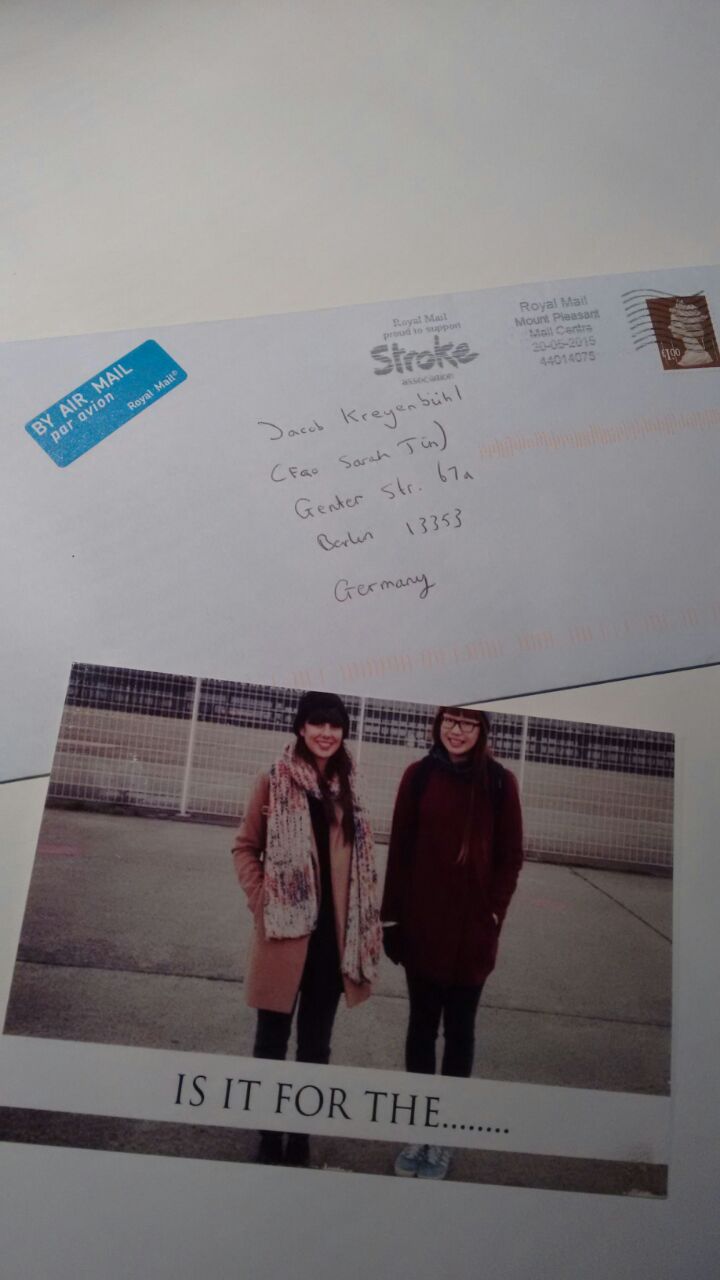 Royal Mail
proud to support
Stroke
association
Royal Mail
Mount Pleasant
Mail Centre
30-05-2015
44014075
£1.00
BY AIR MAIL
par avion
Royal Mail®
Jacob Kreyenbühl
(FAO Sarah Jin)
Genter Str. 67a
Berlin 13353
Germany
IS IT FOR THE........